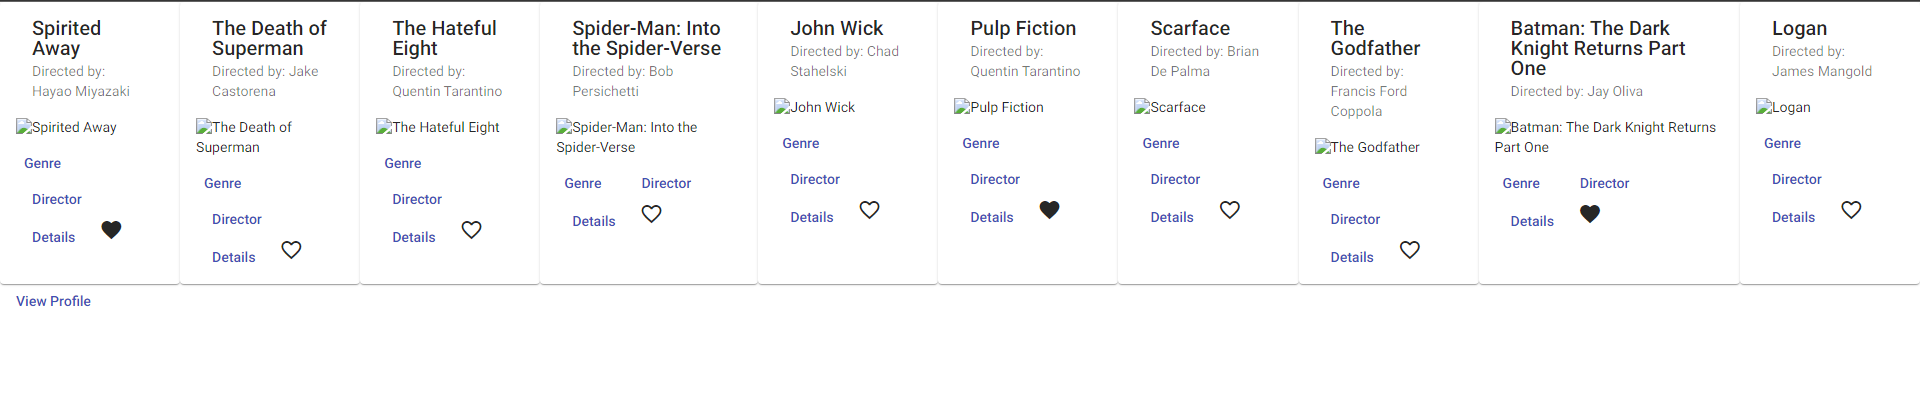 Spirited
Away
Directed by:
Hayao Miyazaki
Spirited Away
Genre
Director
Details
The Death of
Superman
Directed by: Jake
Castorena
The Death of
Superman
Genre
Director
Details
The Hateful
Eight
Directed by:
Quentin Tarantino
The Hateful Eight
Genre
Director
Details
Spider-Man: Into
the Spider-Verse
Directed by: Bob
Persichetti
Spider-Man: Into the
Spider-Verse
Genre Director
Details
John Wick
Directed by: Chad
Stahelski
John Wick
Genre
Director
Details
Pulp Fiction
Directed by:
Quentin Tarantino
Pulp Fiction
Genre
Director
Details
Scarface
Directed by: Brian
De Palma
Scarface
Genre
Director
Details
The
Godfather
Directed by:
Francis Ford
Coppola
The Godfather
Genre
Director
Details
Batman: The Dark
Knight Returns Part
One
Directed by: Jay Oliva
Batman: The Dark Knight Returns
Part One
Genre Director
Details
Logan
Directed by:
James Mangold
Logan
Genre
Director
Details
View Profile